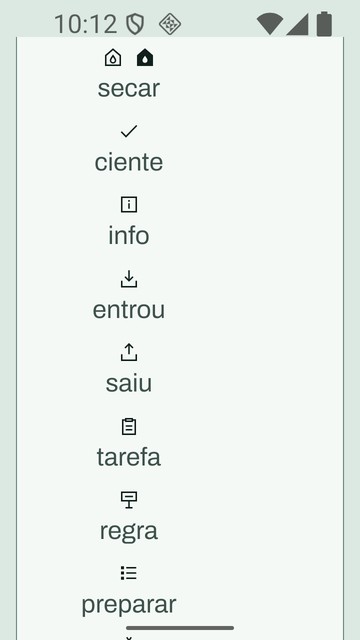 10:12
secar
ciente
info
entrou
saiu
tarefa
regra
preparar